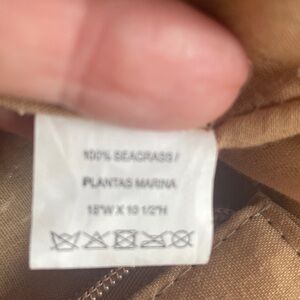 100% SEAGRASS /
PLANTAS MARINA
15"W X 10 1/2"H